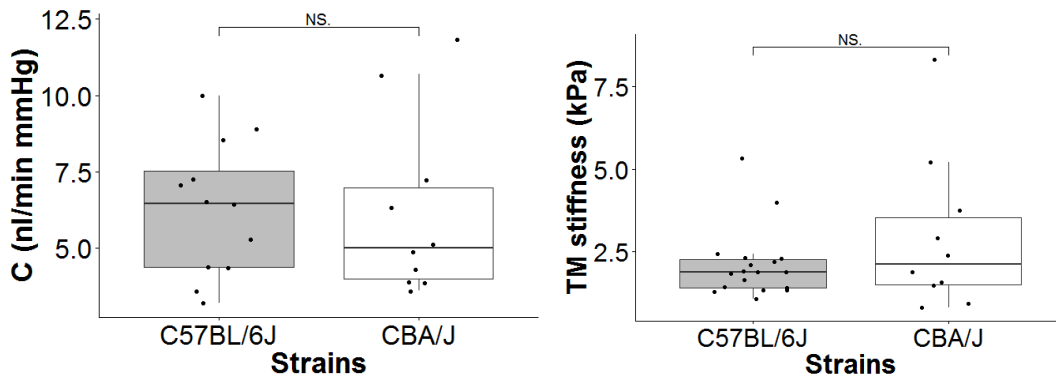 C (nl/min mmHg)
12.5
10.0
7.5
5.0
NS.
C57BL/6J CBA/J
Strains
TM stiffness (kPa)
7.5
5.0
2.5
NS.
C57BL/6J CBA/J
Strains